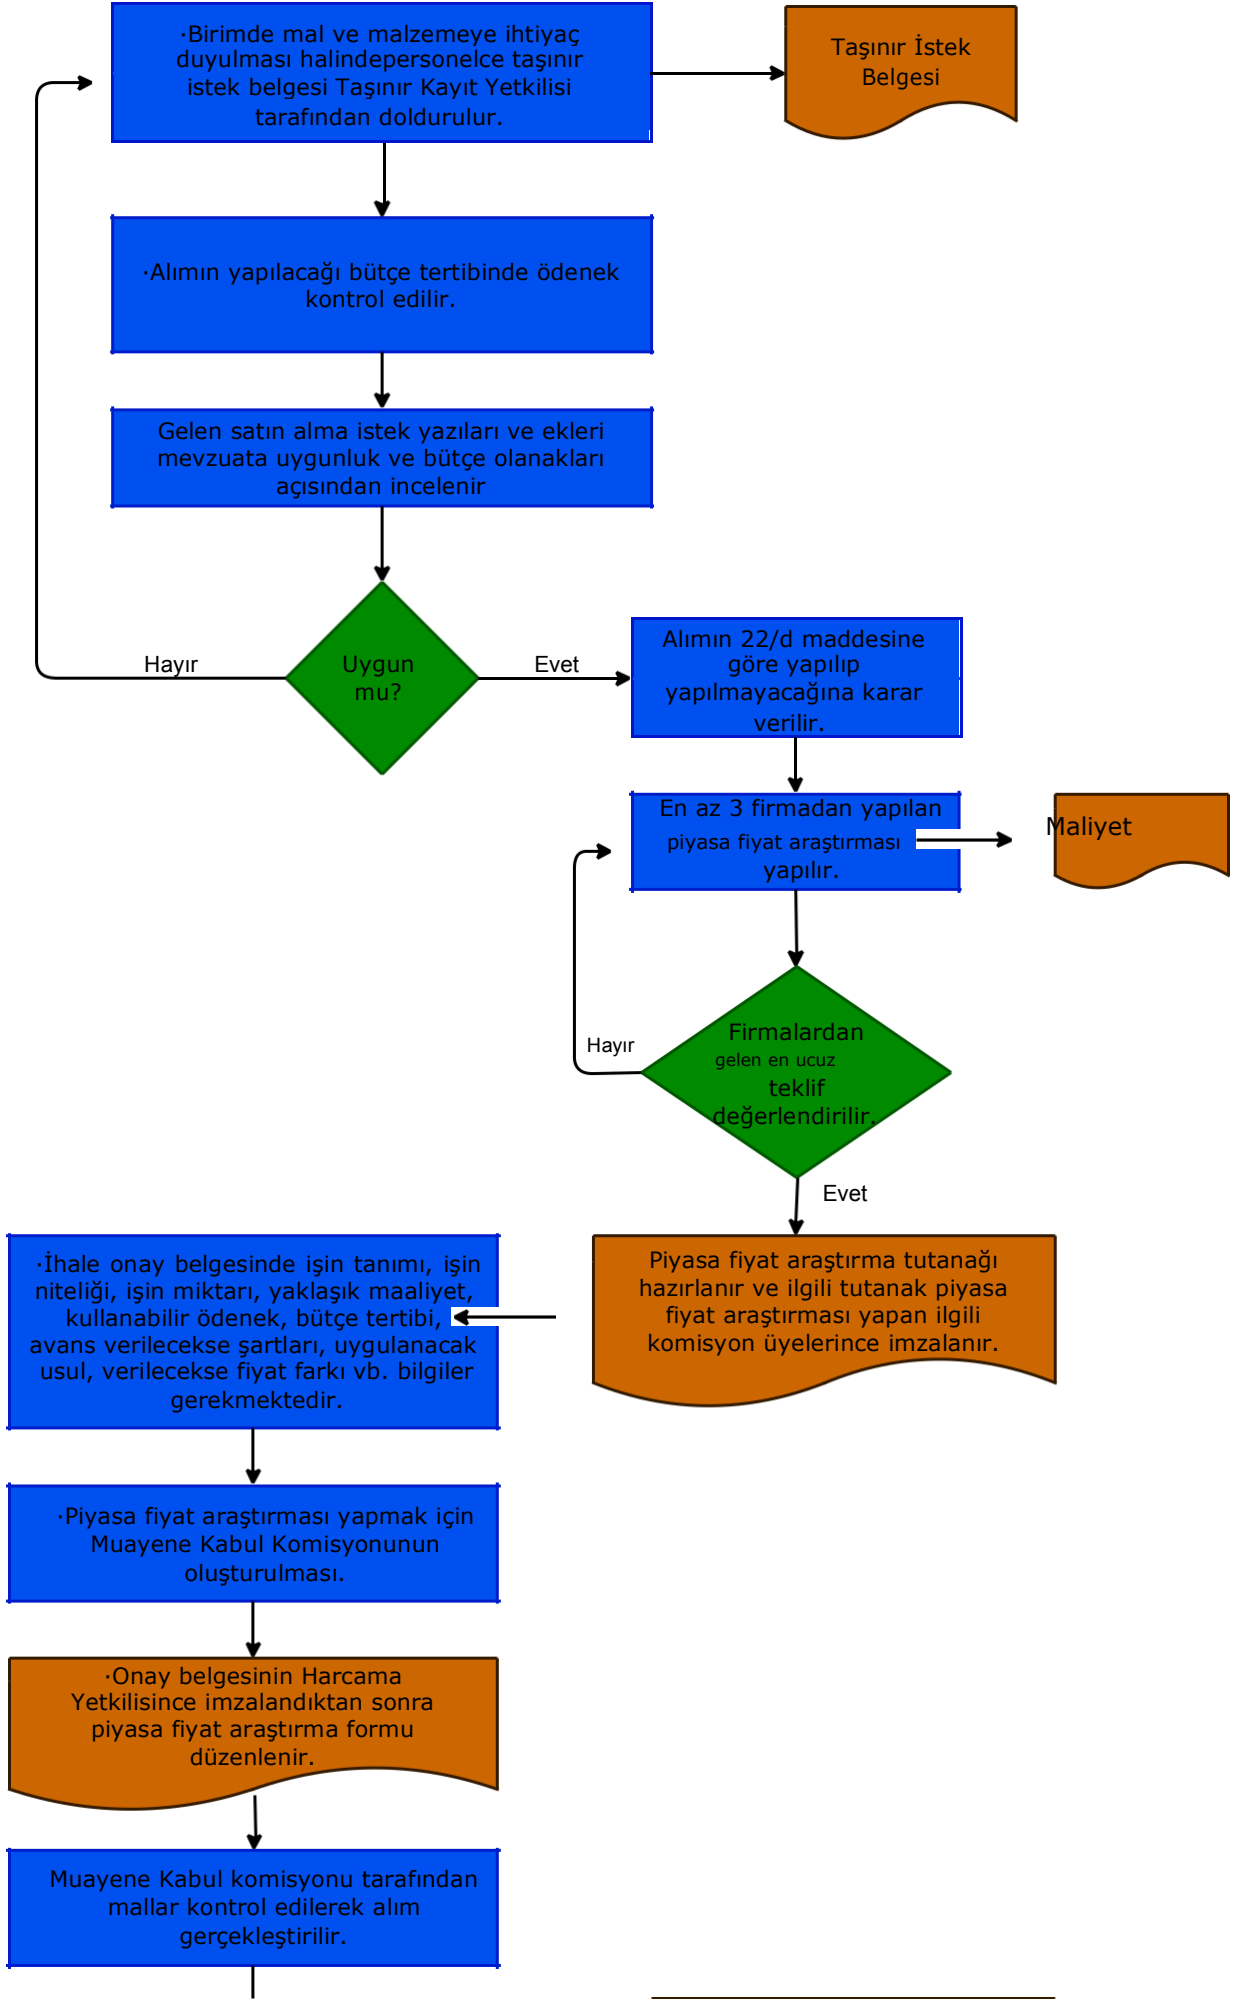 ·Birimde mal ve malzemeye ihtiyaç
duyulması halindepersonelce taşınır
istek belgesi Taşınır Kayıt Yetkilisi
tarafından doldurulur.
Taşınır İstek
Belgesi
·Alımın yapılacağı bütçe tertibinde ödenek
kontrol edilir.
Gelen satın alma istek yazıları ve ekleri
mevzuata uygunluk ve bütçe olanakları
açısından incelenir
Uygun
mu?
Hayır
Evet
Alımın 22/d maddesine
göre yapılıp
yapılmayacağına karar
verilir.
En az 3 firmadan yapılan
piyasa fiyat araştırması
yapılır.
Maliyet
Firmalardan
gelen en ucuz
teklif
değerlendirilir.
Hayır
Evet
Piyasa fiyat araştırma tutanağı
hazırlanır ve ilgili tutanak piyasa
fiyat araştırması yapan ilgili
komisyon üyelerince imzalanır.
·İhale onay belgesinde işin tanımı, işin
niteliği, işin miktarı, yaklaşık maaliyet,
kullanabilir ödenek, bütçe tertibi,
avans verilecekse şartları, uygulanacak
usul, verilecekse fiyat farkı vb. bilgiler
gerekmektedir.
·Piyasa fiyat araştırması yapmak için
Muayene Kabul Komisyonunun
oluşturulması.
·Onay belgesinin Harcama
Yetkilisince imzalandıktan sonra
piyasa fiyat araştırma formu
düzenlenir.
Muayene Kabul komisyonu tarafından
mallar kontrol edilerek alım
gerçekleştirilir.